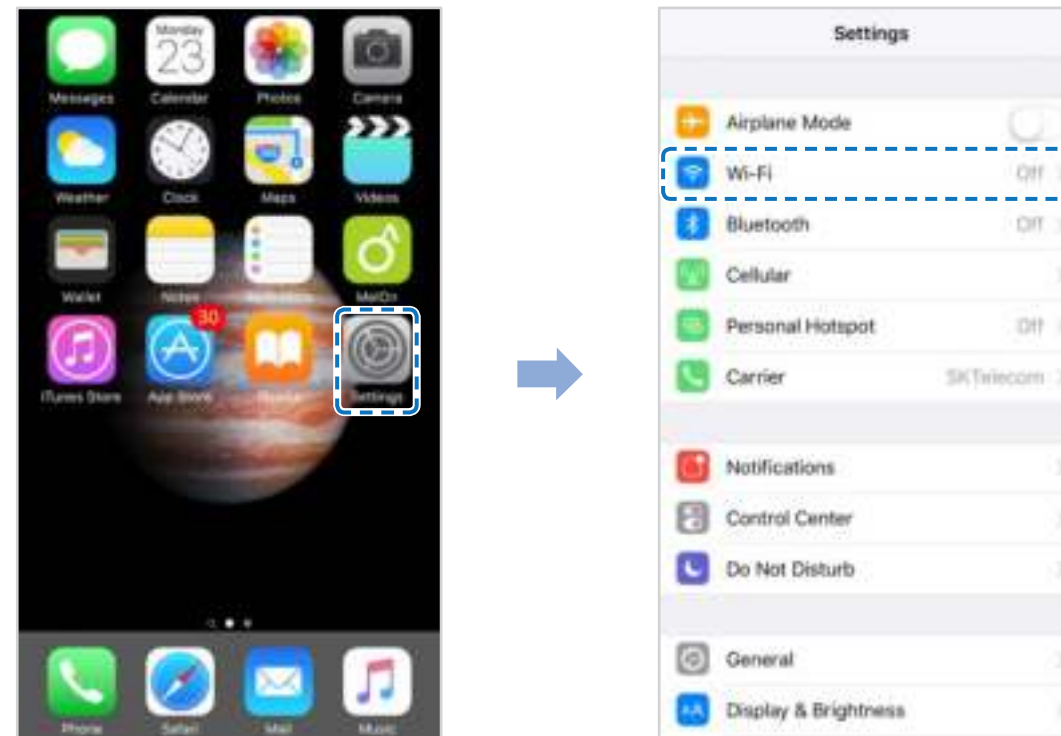 Messages
Monday
23
Calendar
Photos
Camera
Weather
Clock
Maps
Videos
Wallet
Notes
MelOn
iTunes Store
30
App Store
Settings
Phone
Safari
Mail
Music
Settings
Airplane Mode
Wi-Fi Off
Bluetooth Off
Cellular
Personal Hotspot Off
Carrier SKTelecom
Notifications
Control Center
Do Not Disturb
General
AA Display & Brightness